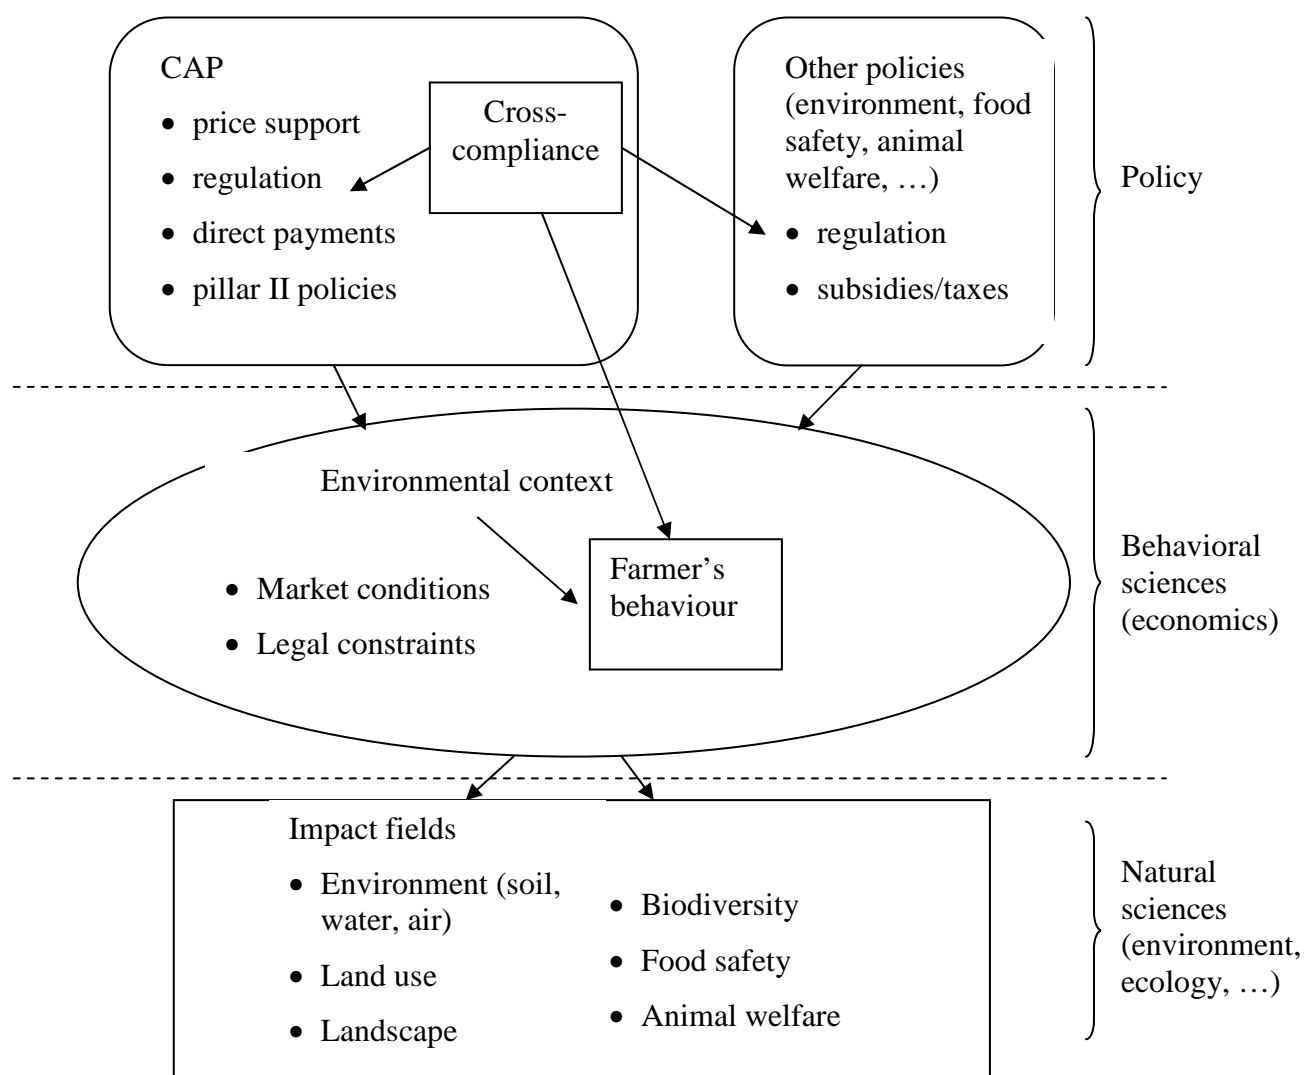 CAP
• price support
• regulation
• direct payments
• pillar II policies
Cross-
compliance
Other policies
(environment, food
safety, animal
welfare, …)
• regulation
• subsidies/taxes
Policy
Environmental context
• Market conditions
• Legal constraints
Farmer’s
behaviour
Behavioral
sciences
(economics)
Impact fields
• Environment (soil,
water, air)
• Land use
• Landscape
• Biodiversity
• Food safety
• Animal welfare
Natural
sciences
(environment,
ecology, …)